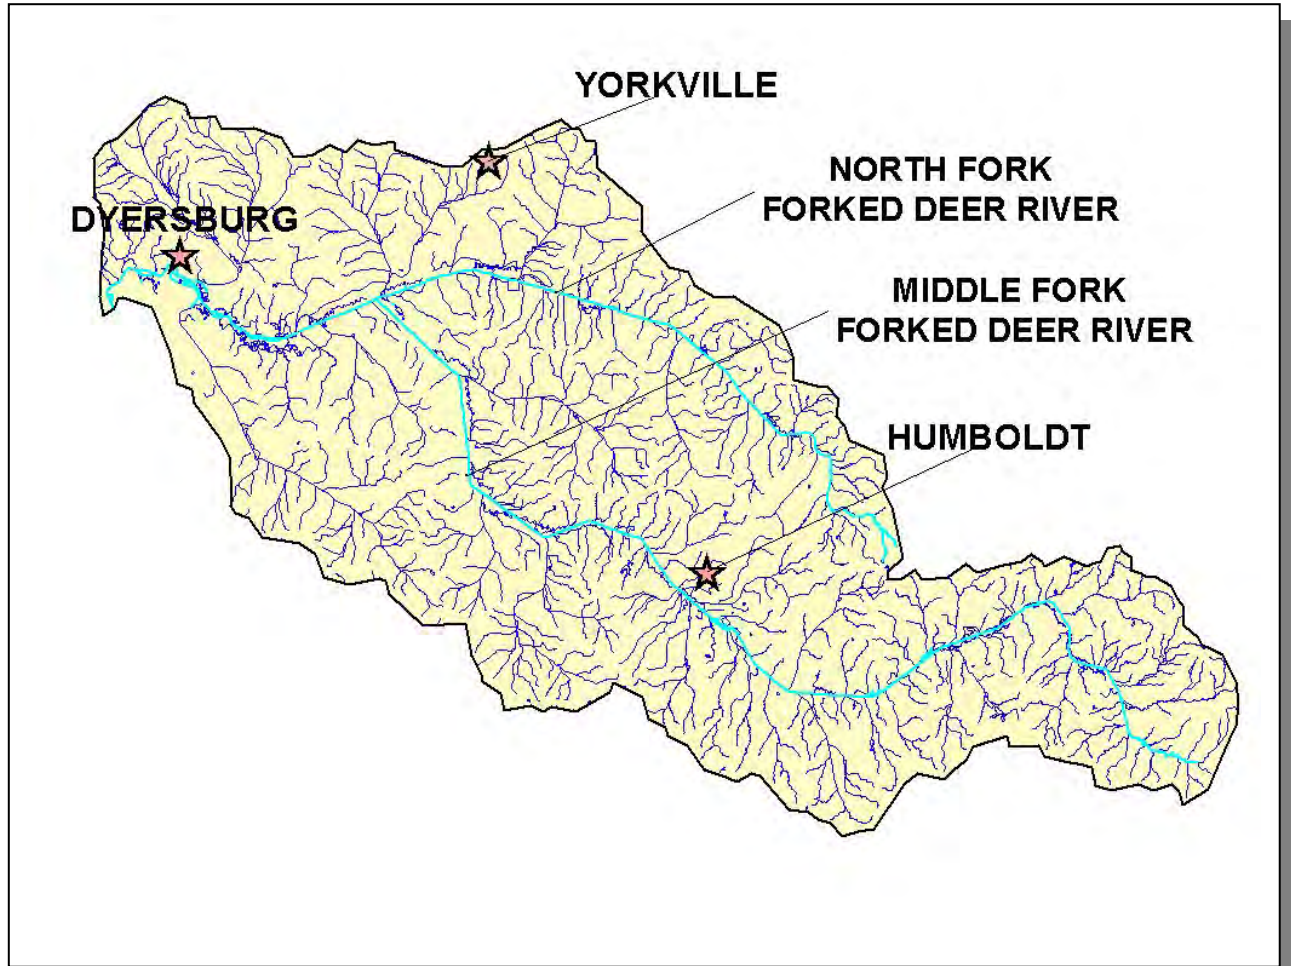 YORKVILLE
NORTH FORK
FORKED DEER RIVER
DYERSBURG
MIDDLE FORK
FORKED DEER RIVER
HUMBOLDT